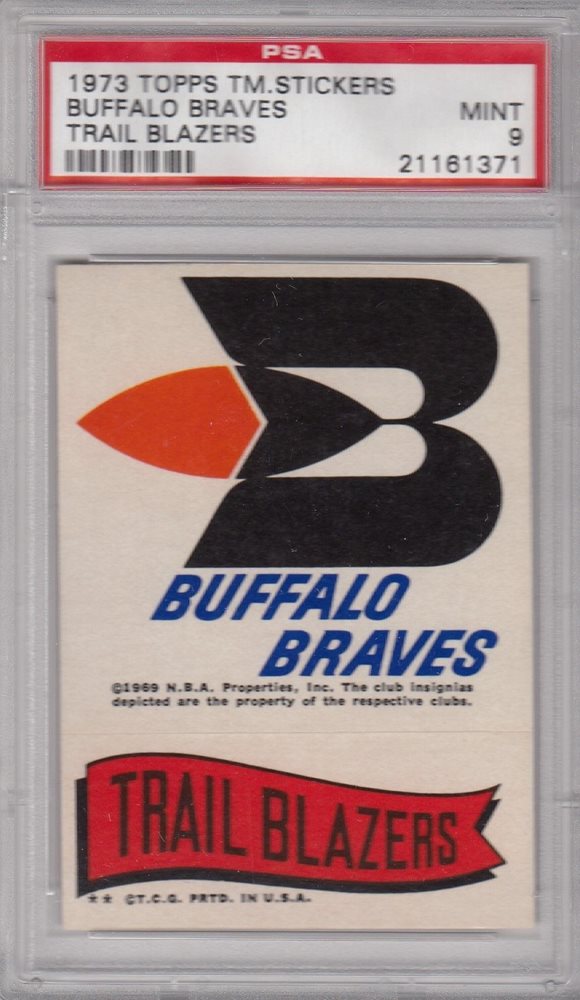 PSA
1973 TOPPS TM.STICKERS
BUFFALO BRAVES MINT
TRAIL BLAZERS 9
21161371
B
BUFFALO
BRAVES
©1969 N.B.A. Properties, Inc. The club insignias
depicted are the property of the respective clubs.
TRAIL BLAZERS
** ©T.C.G. PRTD. IN U.S.A.